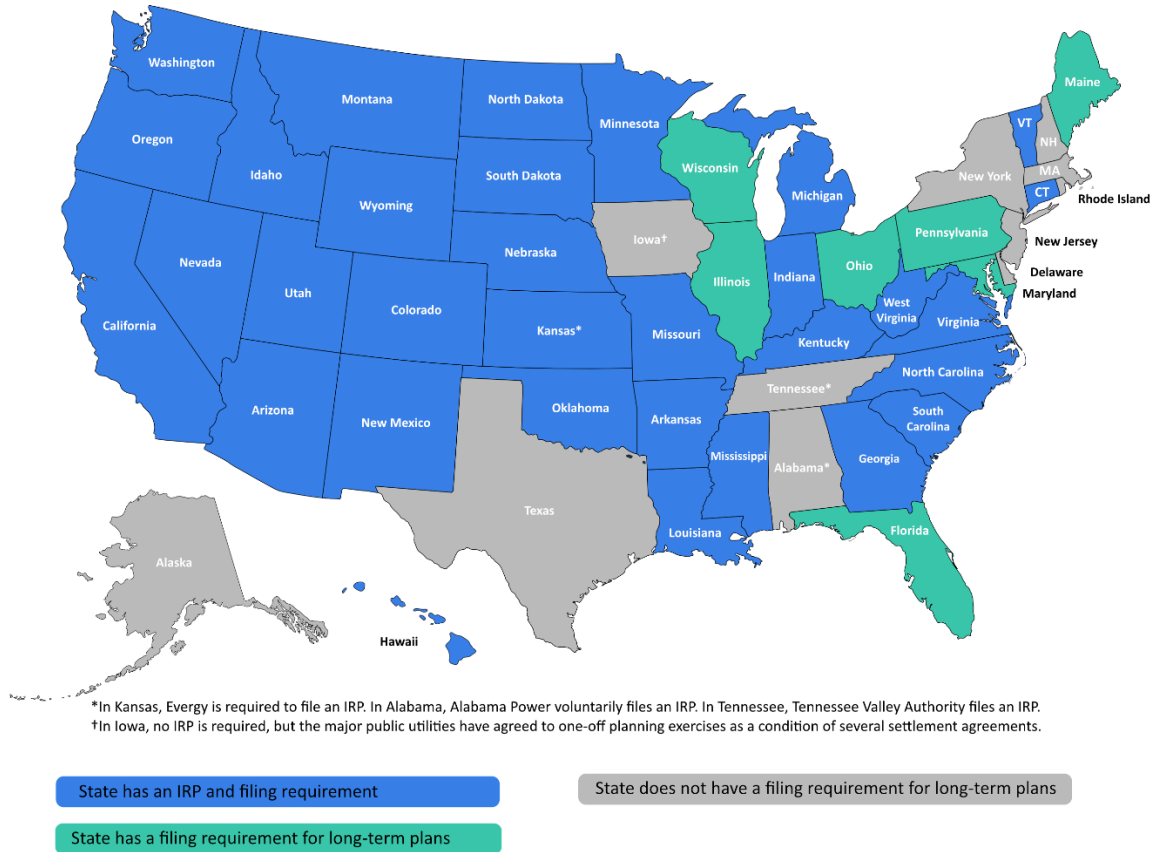 Washington
Montana
North Dakota
Minnesota
Maine
VT
NH
Oregon
Idaho
South Dakota
Wisconsin
New York
MA
Wyoming
Michigan
CT
Rhode Island
Iowa†
Pennsylvania
New Jersey
Nebraska
Nevada
Ohio
Delaware
Utah
Illinois
Indiana
Maryland
Colorado
West
Virginia
Virginia
California
Kansas*
Missouri
Kentucky
North Carolina
Tennessee*
Arizona
New Mexico
Oklahoma
Arkansas
South
Carolina
Mississippi
Alabama*
Georgia
Texas
Louisiana
Florida
Alaska
Hawaii
*In Kansas, Evergy is required to file an IRP. In Alabama, Alabama Power voluntarily files an IRP. In Tennessee, Tennessee Valley Authority files an IRP.
†In Iowa, no IRP is required, but the major public utilities have agreed to one-off planning exercises as a condition of several settlement agreements.
State has an IRP and filing requirement
State does not have a filing requirement for long-term plans
State has a filing requirement for long-term plans